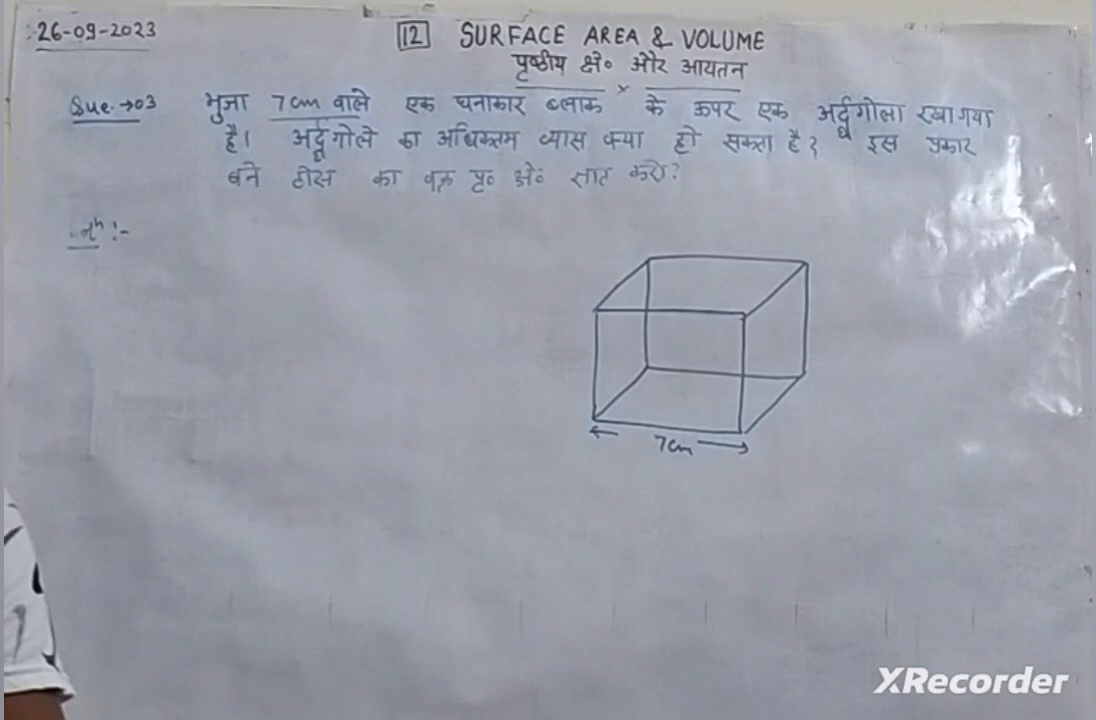 26-09-2023
12 SURFACE AREA & VOLUME
पृष्ठीय क्षे० और आयतन
Que. →03 भुजा 7cm वाले एक घनाकार ब्लाक के ऊपर एक अर्द्धगोला रखा गया
है। अर्द्धगोले का अधिकतम व्यास क्या हो सकता है? इस प्रकार
बने ठोस का वक्र पृ० क्षे० ज्ञात करो?
7cm
XRecorder